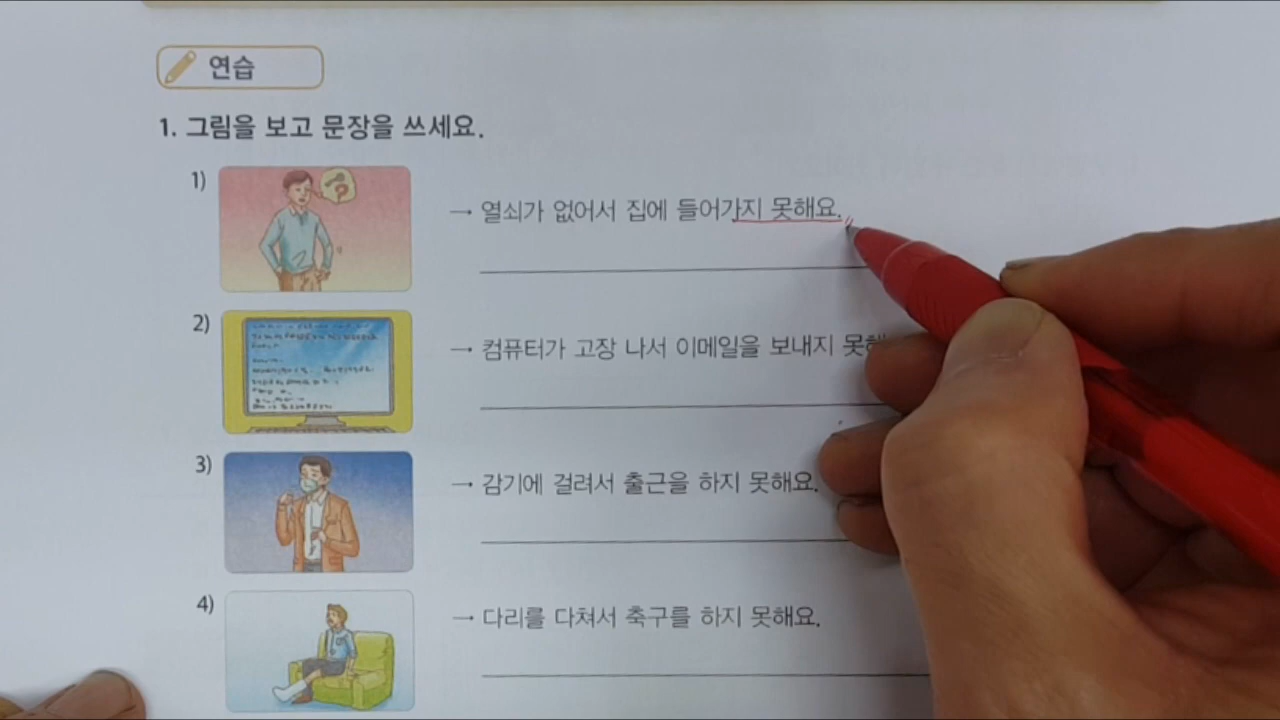 연습
1. 그림을 보고 문장을 쓰세요.
1)
→ 열쇠가 없어서 집에 들어가지 못해요.
2)
→ 컴퓨터가 고장 나서 이메일을 보내지
3)
→ 감기에 걸려서 출근을 하지 못해요.
4)
→ 다리를 다쳐서 축구를 하지 못해요.